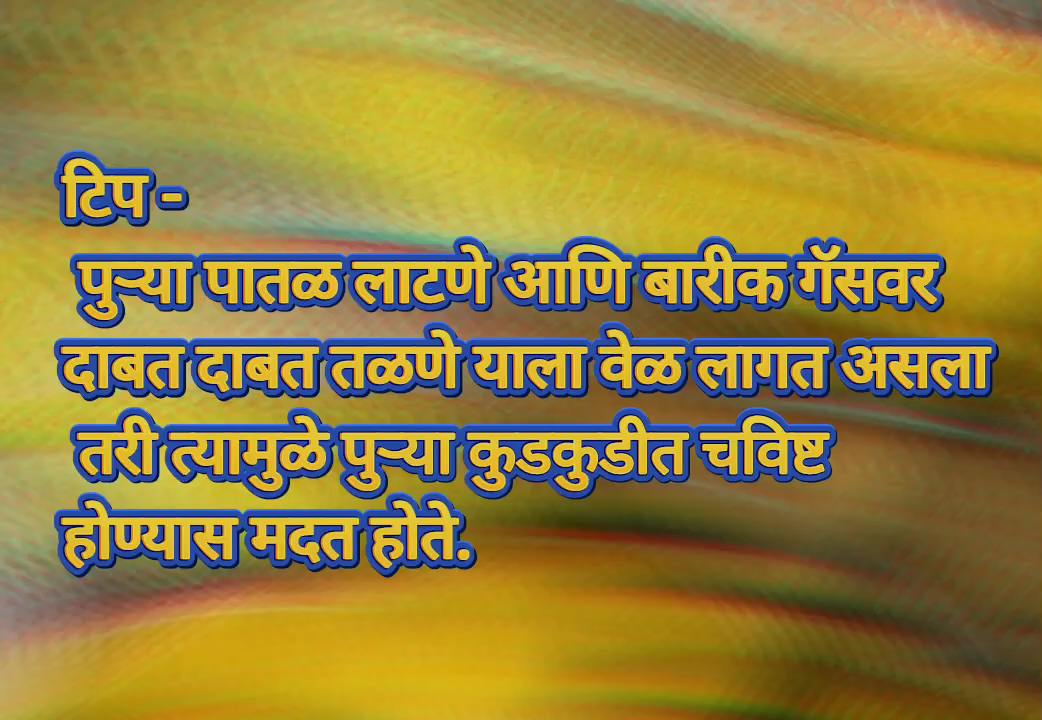 टिप -
पुऱ्या पातळ लाटणे आणि बारीक गॅसवर
दाबत दाबत तळणे याला वेळ लागत असला
तरी त्यामुळे पुऱ्या कुडकुडीत चविष्ट
होण्यास मदत होते.